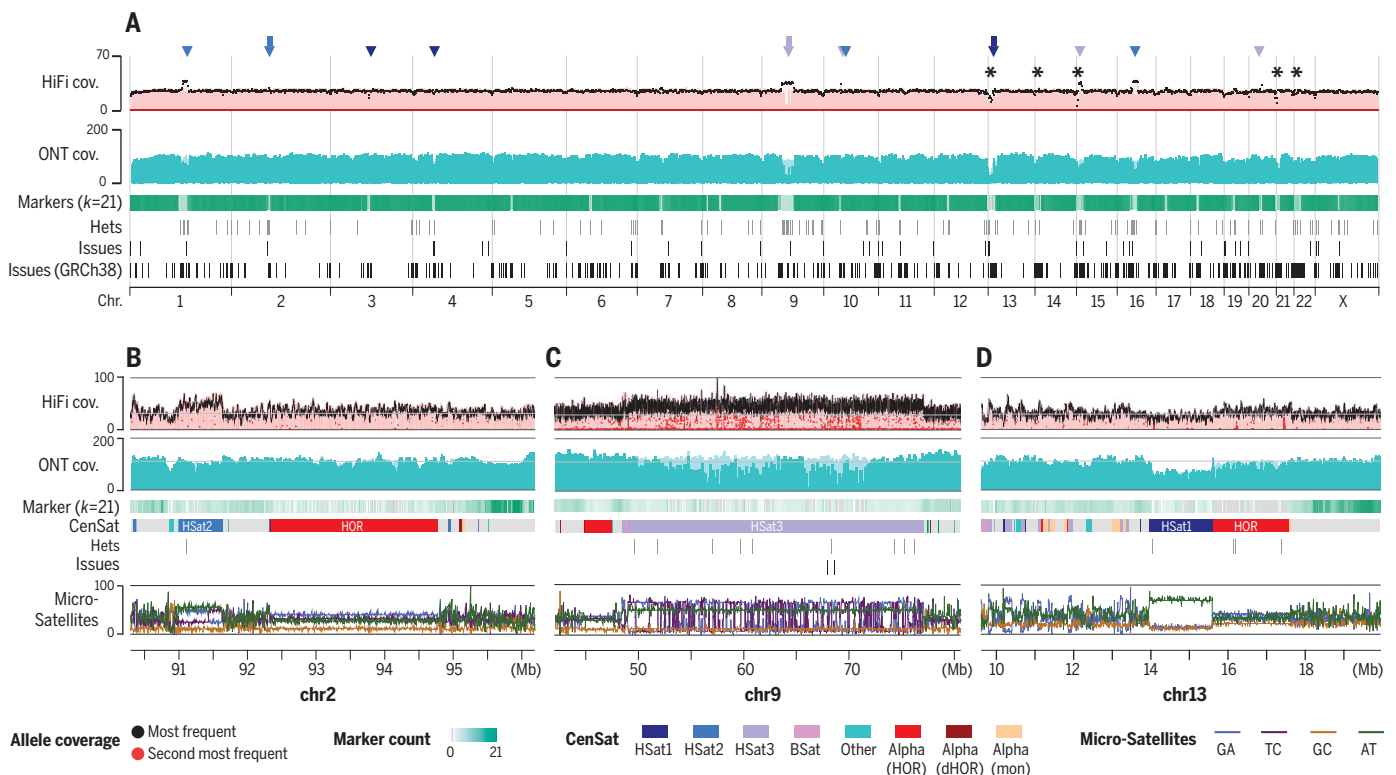 A
70
HiFi cov.
0
* * * * *
200
ONT cov.
0
Markers (k=21)
Hets
Issues
Issues (GRCh38)
Chr. 1 2 3 4 5 6 7 8 9 10 11 12 13 14 15 16 17 18 19 20 21 22 X
B
100
HiFi cov.
0
200
ONT cov.
0
Marker (k=21)
CenSat HSat2 HOR
Hets
Issues
100
Micro-
Satellites
0
91 92 93 94 95 (Mb)
chr2
C
HSat3
50 60 70 (Mb)
chr9
D
HSat1 HOR
10 12 14 16 18 (Mb)
chr13
Allele coverage
Most frequent
Second most frequent
Marker count
0 21
CenSat
HSat1 HSat2 HSat3 BSat Other Alpha (HOR) Alpha (dHOR) Alpha (mon)
Micro-Satellites
GA TC GC AT